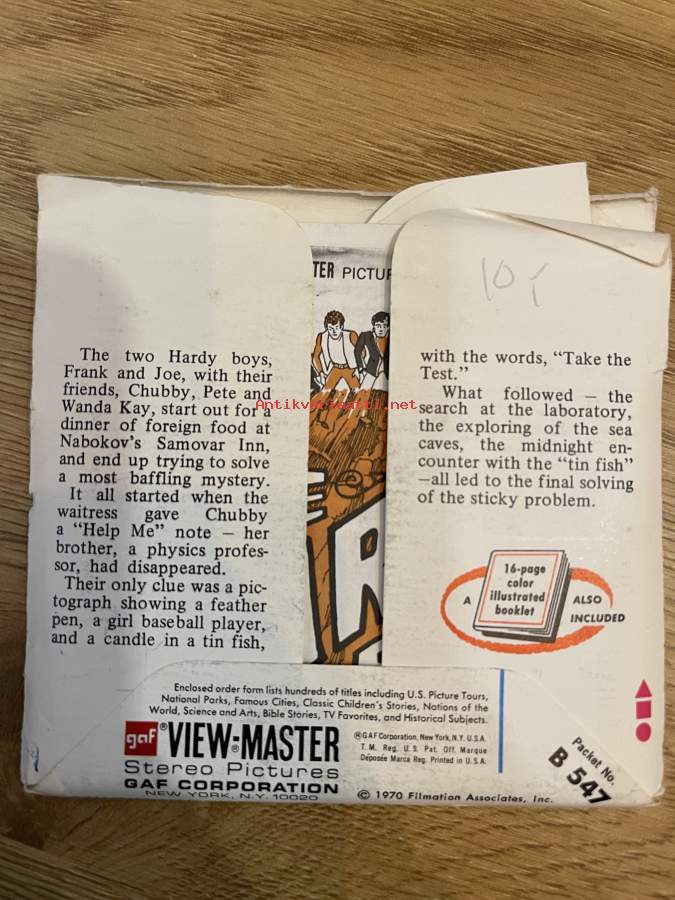 TER PICTUR
10 ;
The two Hardy boys,
Frank and Joe, with their
friends, Chubby, Pete and
Wanda Kay, start out for a
dinner of foreign food at
Nabokov's Samovar Inn,
and end up trying to solve
a most baffling mystery.
It all started when the
waitress gave Chubby
a "Help Me" note – her
brother, a physics profes-
sor, had disappeared.
Their only clue was a pic-
tograph showing a feather
pen, a girl baseball player,
and a candle in a tin fish,
Antikvariaatti.net
with the words, "Take the
Test."
What followed – the
search at the laboratory,
the exploring of the sea
caves, the midnight en-
counter with the "tin fish"
–all led to the final solving
of the sticky problem.
A
16-page
color
illustrated
booklet
ALSO
INCLUDED
Enclosed order form lists hundreds of titles including U.S. Picture Tours,
National Parks, Famous Cities, Classic Children's Stories, Nations of the
World, Science and Arts, Bible Stories, TV Favorites, and Historical Subjects.
gaf ® VIEW-MASTER
®
Stereo Pictures
GAF CORPORATION
NEW YORK, N.Y. 10020
® GAF Corporation, New York, N.Y. U.S.A.
T. M. Reg. U. S. Pat. Off. Marque
Déposée Marca Reg. Printed in U.S.A.
© 1970 Filmation Associates, Inc.
Packet No.
B 547